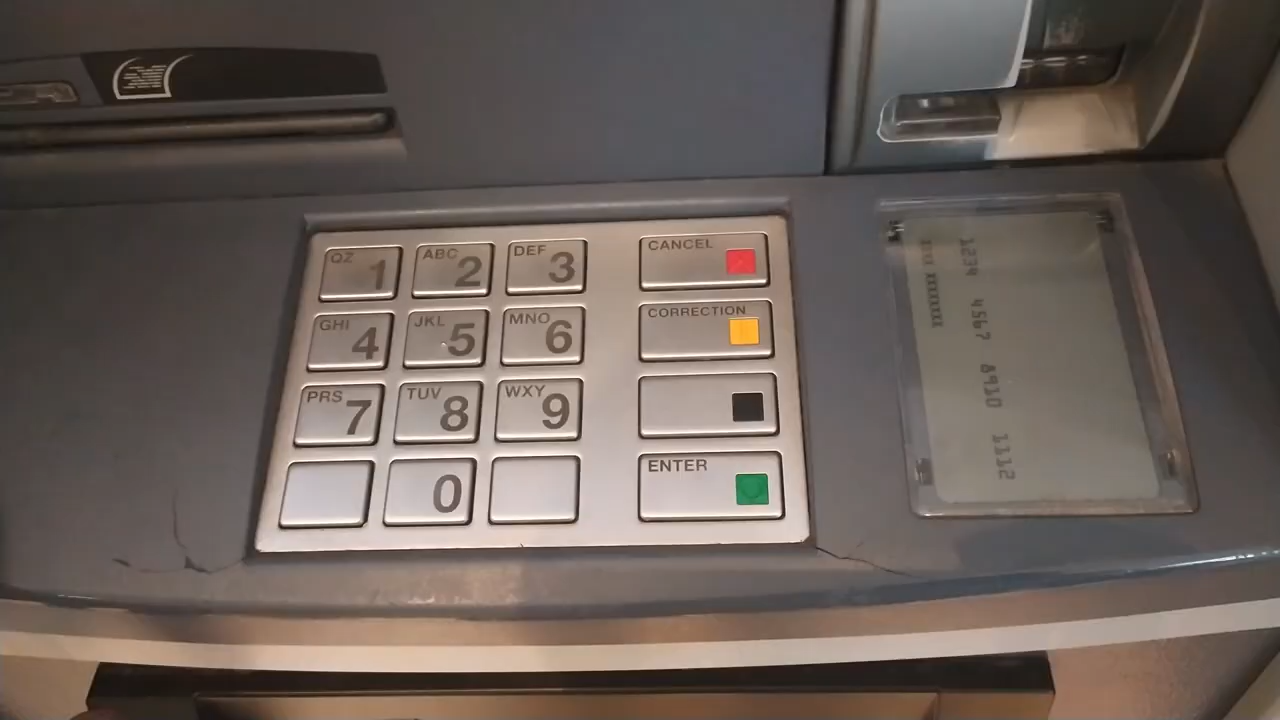 QZ 1
ABC 2
DEF 3
CANCEL
GHI 4
JKL 5
MNO 6
CORRECTION
PRS 7
TUV 8
WXY 9
0
ENTER
1234 4567 8910 1112